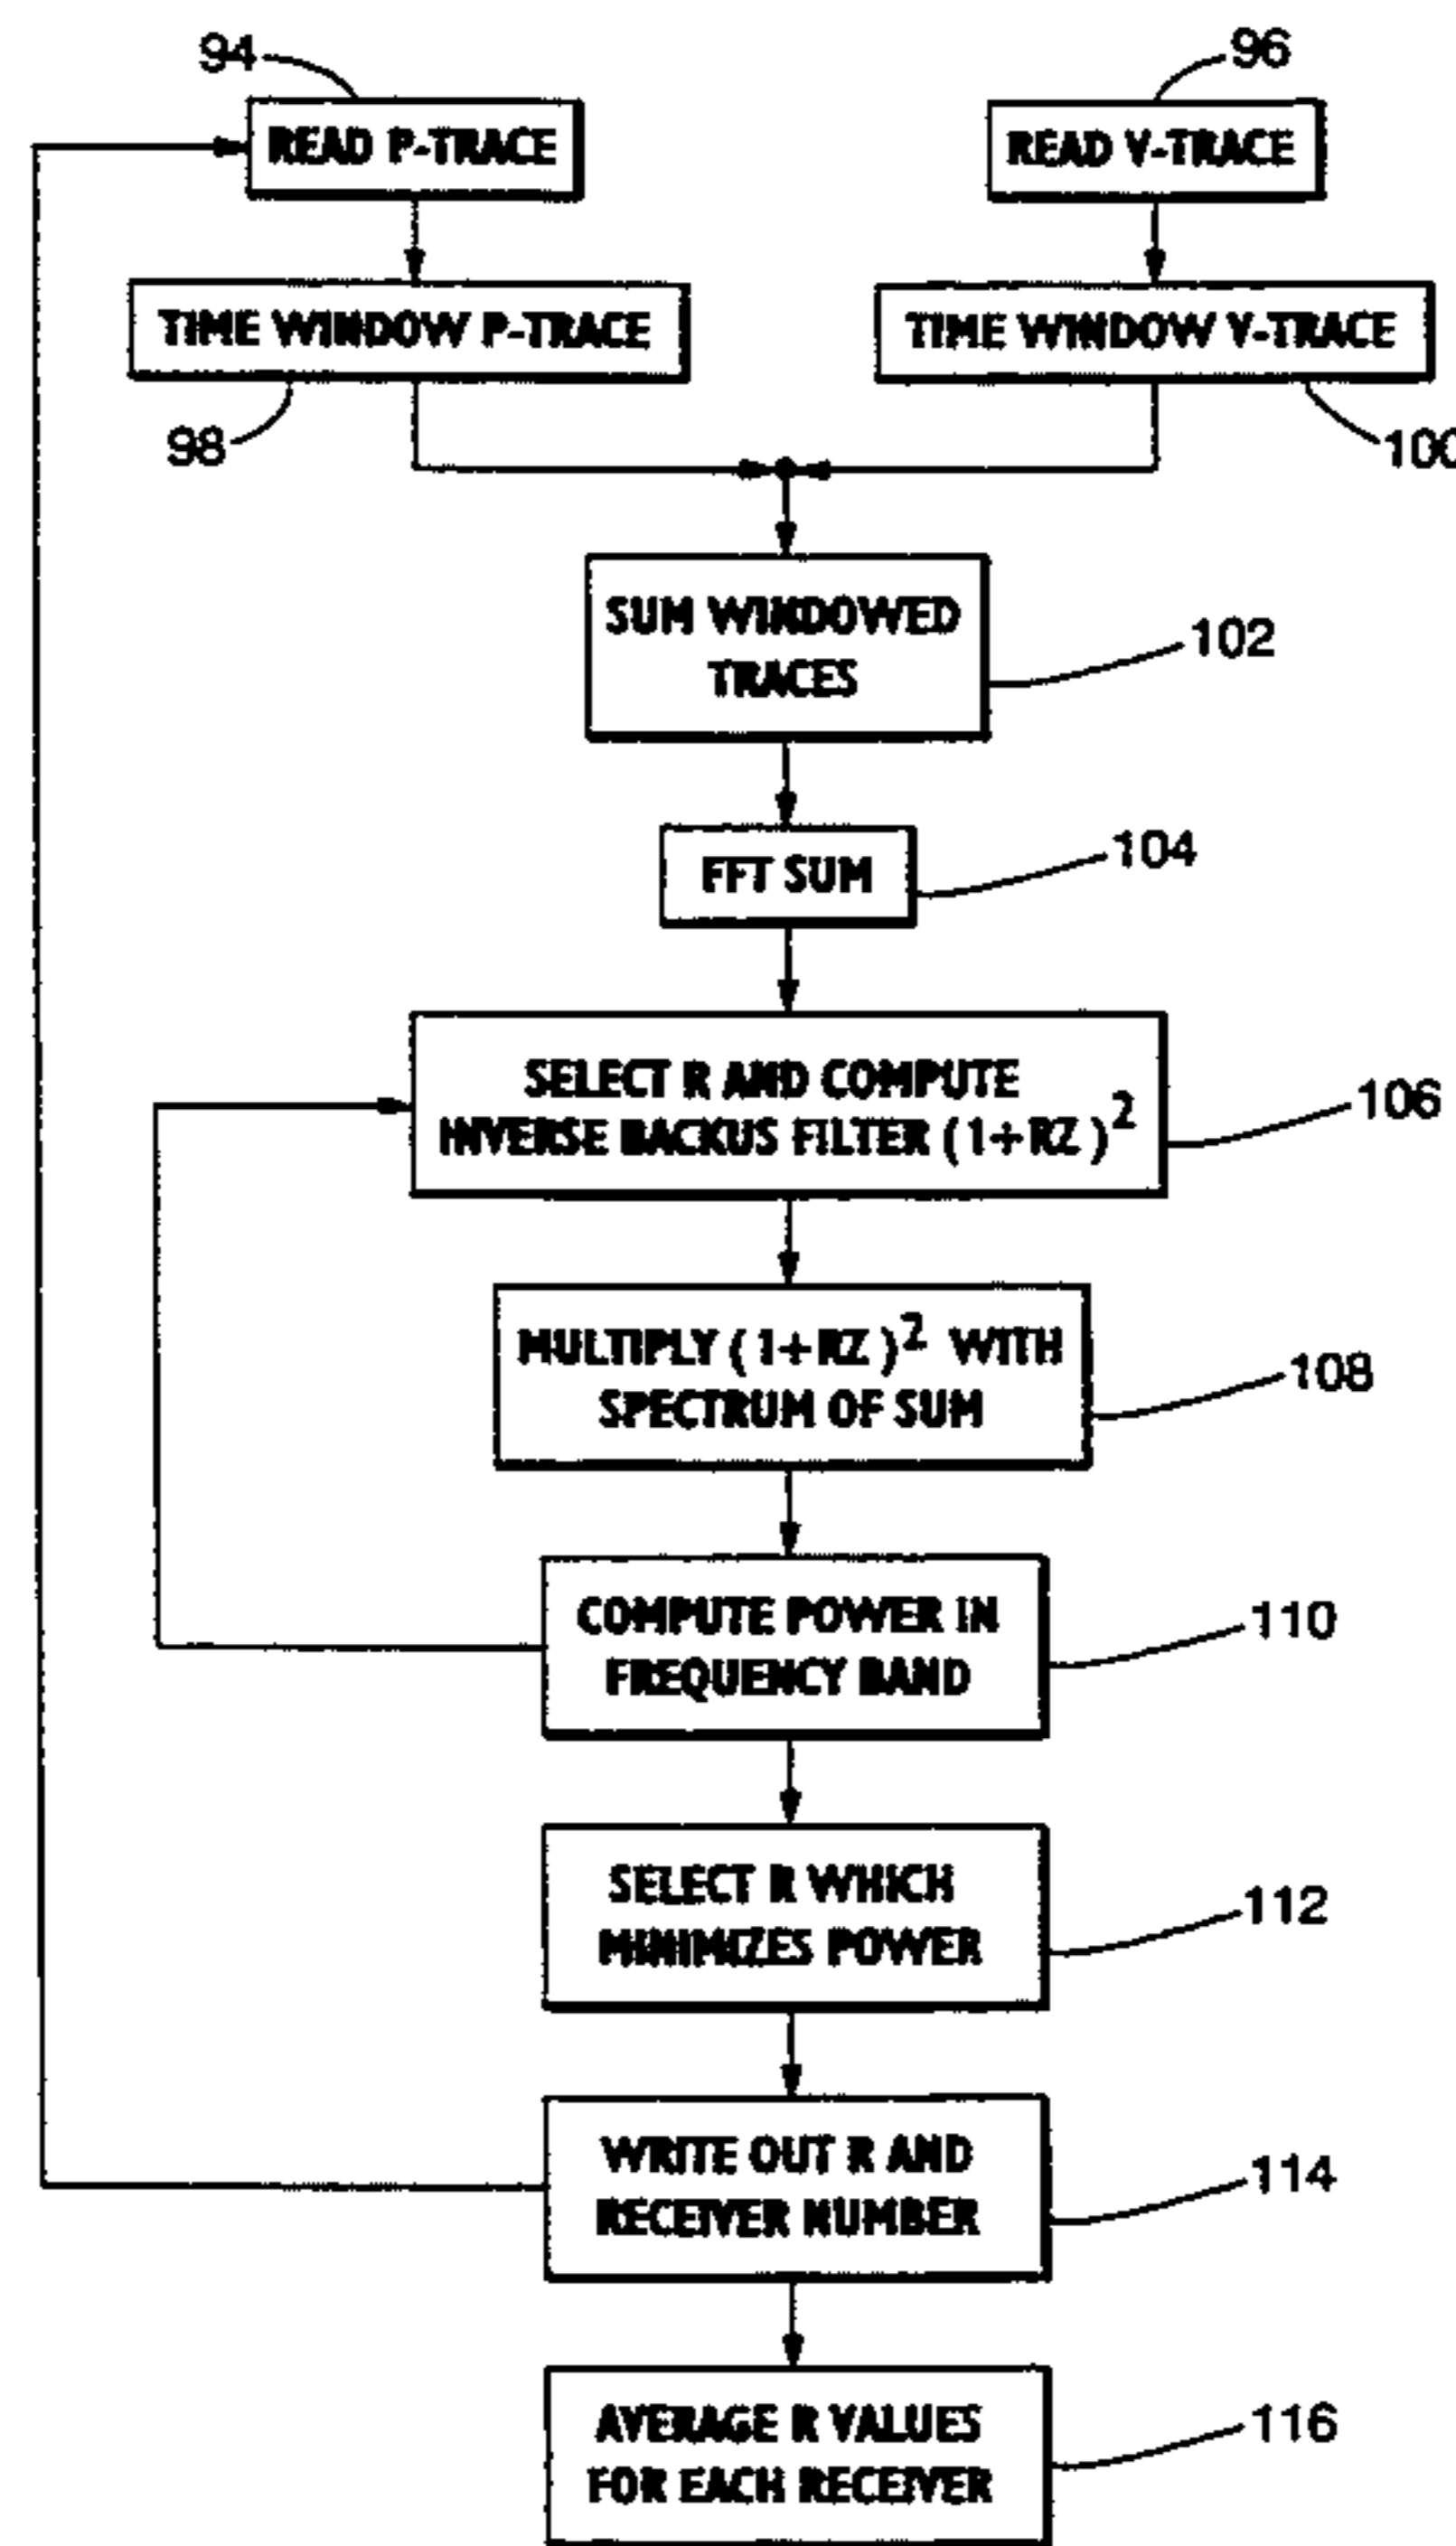 94
96
READ P-TRACE
READ V-TRACE
TIME WINDOW P-TRACE
TIME WINDOW V-TRACE
98
100
SUM WINDOWED
TRACES
102
FFT SUM
104
SELECT R AND COMPUTE
INVERSE BACKUS FILTER (1+RZ)²
106
MULTIPLY (1+RZ)² WITH
SPECTRUM OF SUM
108
COMPUTE POWER IN
FREQUENCY BAND
110
SELECT R WHICH
MINIMIZES POWER
112
WRITE OUT R AND
RECEIVER NUMBER
114
AVERAGE R VALUES
FOR EACH RECEIVER
116